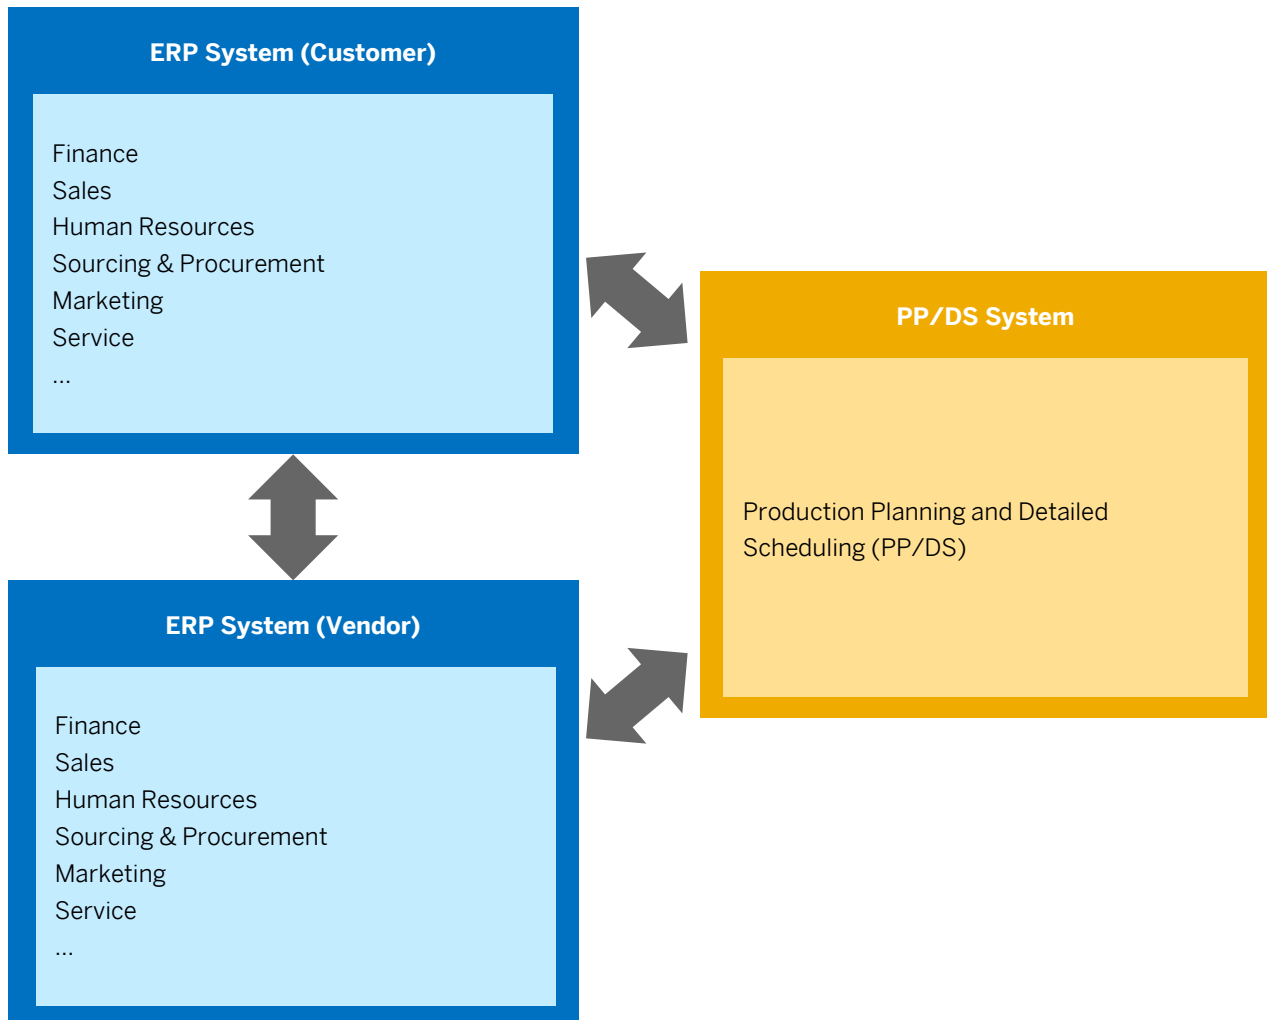 ERP System (Customer)
Finance
Sales
Human Resources
Sourcing & Procurement
Marketing
Service
...
PP/DS System
Production Planning and Detailed
Scheduling (PP/DS)
ERP System (Vendor)
Finance
Sales
Human Resources
Sourcing & Procurement
Marketing
Service
...